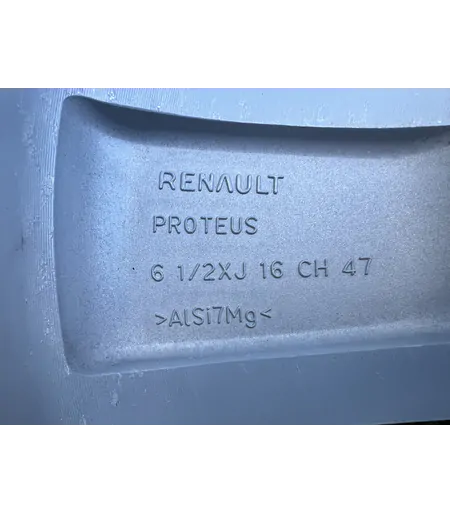 RENAULT
PROTEUS
6 1/2XJ 16 CH 47
>AlSi7Mg<